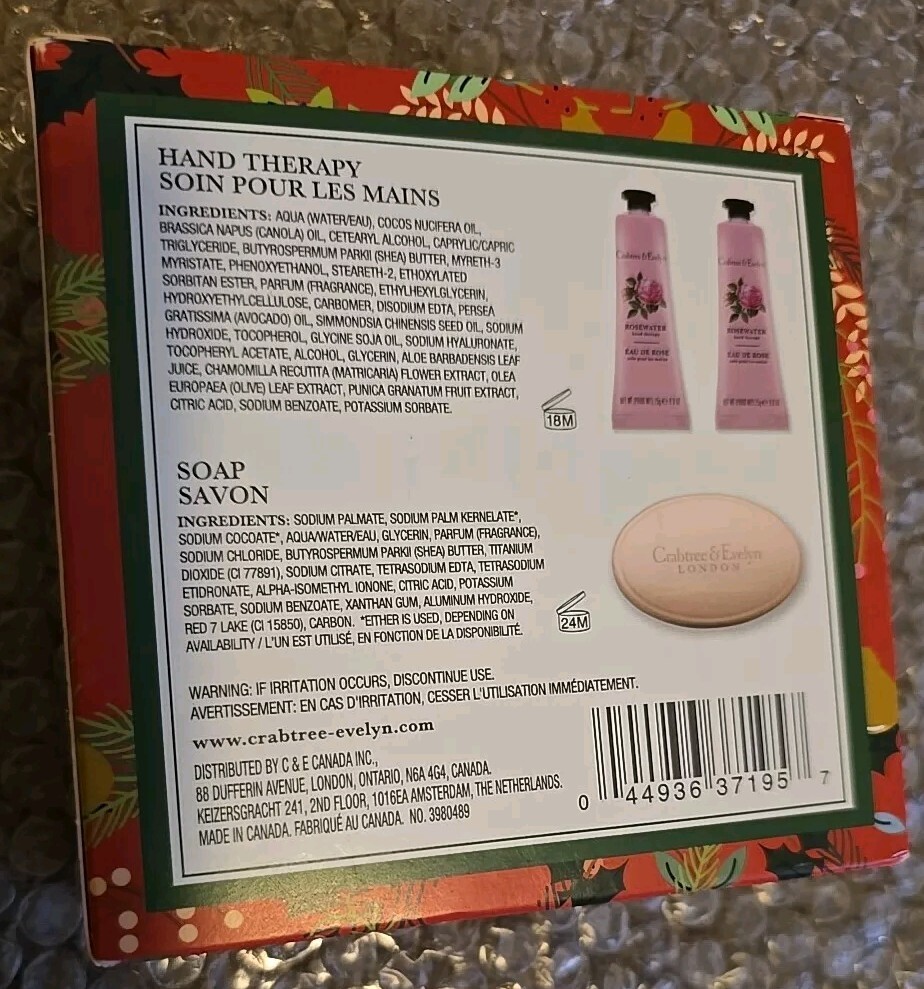 HAND THERAPY
SOIN POUR LES MAINS
INGREDIENTS: AQUA (WATER/EAU), COCOS NUCIFERA OIL,
BRASSICA NAPUS (CANOLA) OIL, CETEARYL ALCOHOL, CAPRYLIC/CAPRIC
TRIGLYCERIDE, BUTYROSPERMUM PARKII (SHEA) BUTTER, MYRETH-3
MYRISTATE, PHENOXYETHANOL, STEARETH-2, ETHOXYLATED
SORBITAN ESTER, PARFUM (FRAGRANCE), ETHYLHEXYLGLYCERIN,
HYDROXYETHYLCELLULOSE, CARBOMER, DISODIUM EDTA, PERSEA
GRATISSIMA (AVOCADO) OIL, SIMMONDSIA CHINENSIS SEED OIL, SODIUM
HYDROXIDE, TOCOPHEROL, GLYCINE SOJA OIL, SODIUM HYALURONATE,
TOCOPHERYL ACETATE, ALCOHOL, GLYCERIN, ALOE BARBADENSIS LEAF
JUICE, CHAMOMILLA RECUTITA (MATRICARIA) FLOWER EXTRACT, OLEA
EUROPAEA (OLIVE) LEAF EXTRACT, PUNICA GRANATUM FRUIT EXTRACT,
CITRIC ACID, SODIUM BENZOATE, POTASSIUM SORBATE.
18M
Crabtree & Evelyn
ROSEWATER
hand therapy
EAU DE ROSE
Crabtree & Evelyn
ROSEWATER
hand therapy
EAU DE ROSE
SOAP
SAVON
INGREDIENTS: SODIUM PALMATE, SODIUM PALM KERNELATE*,
SODIUM COCOATE*, AQUA/WATER/EAU, GLYCERIN, PARFUM (FRAGRANCE),
SODIUM CHLORIDE, BUTYROSPERMUM PARKII (SHEA) BUTTER, TITANIUM
DIOXIDE (CI 77891), SODIUM CITRATE, TETRASODIUM EDTA, TETRASODIUM
ETIDRONATE, ALPHA-ISOMETHYL IONONE, CITRIC ACID, POTASSIUM
SORBATE, SODIUM BENZOATE, XANTHAN GUM, ALUMINUM HYDROXIDE,
RED 7 LAKE (CI 15850), CARBON. *EITHER IS USED, DEPENDING ON
AVAILABILITY / L'UN EST UTILISÉ, EN FONCTION DE LA DISPONIBILITÉ.
24M
Crabtree & Evelyn
LONDON
WARNING: IF IRRITATION OCCURS, DISCONTINUE USE.
AVERTISSEMENT: EN CAS D'IRRITATION, CESSER L'UTILISATION IMMÉDIATEMENT.
www.crabtree-evelyn.com
DISTRIBUTED BY C & E CANADA INC.,
88 DUFFERIN AVENUE, LONDON, ONTARIO, N6A 4G4, CANADA.
KEIZERSGRACHT 241, 2ND FLOOR, 1016EA AMSTERDAM, THE NETHERLANDS.
MADE IN CANADA. FABRIQUÉ AU CANADA. NO. 3980489
0 44936 37195 7